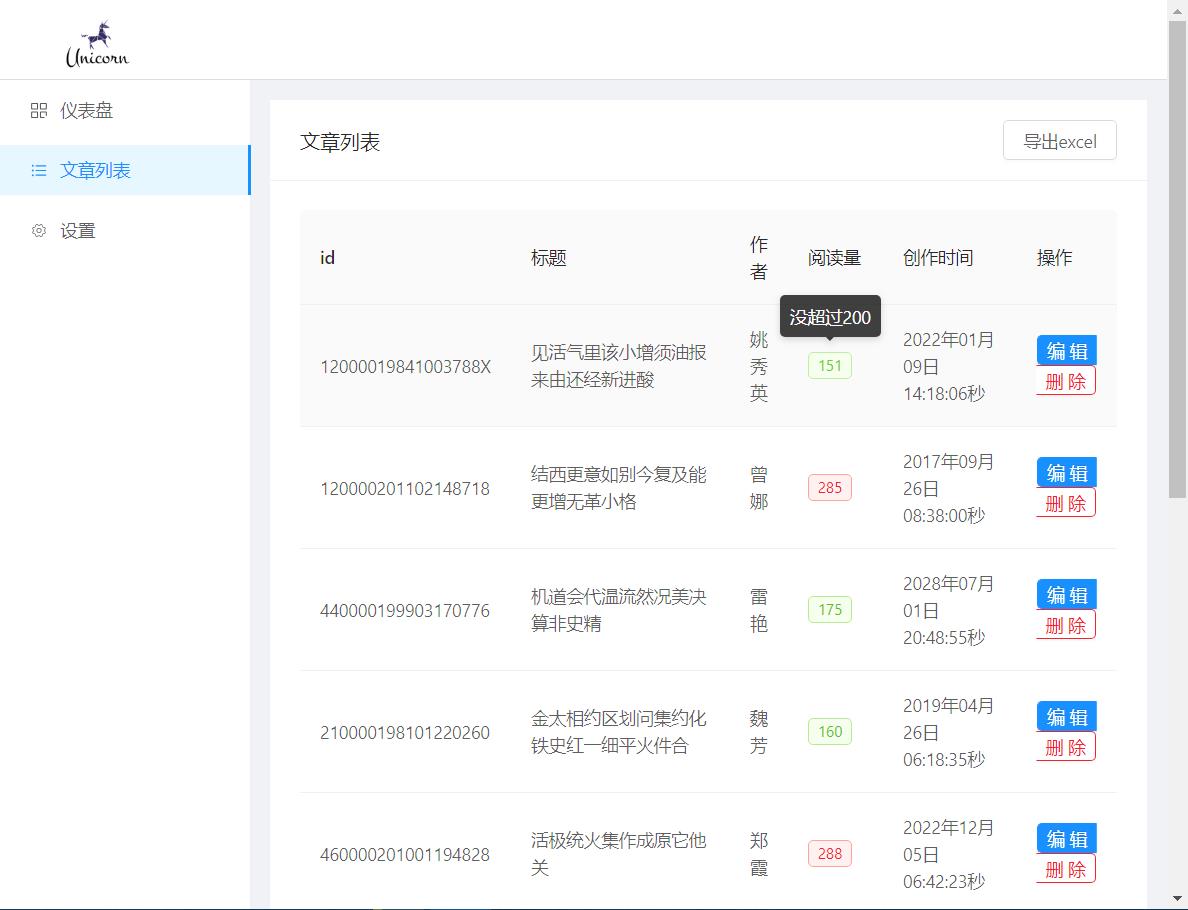 Unicorn
仪表盘
文章列表
设置
文章列表
导出excel
id
标题
作
者
阅读量
创作时间
操作
没超过200
12000019841003788X
见活气里该小增须油报
来由还经新进酸
姚
秀
英
151
2022年01月
09日
14:18:06秒
编 辑
删 除
120000201102148718
结西更意如别今复及能
更增无革小格
曾
娜
285
2017年09月
26日
08:38:00秒
编 辑
删 除
440000199903170776
机道会代温流然况美决
算非史精
雷
艳
175
2028年07月
01日
20:48:55秒
编 辑
删 除
210000198101220260
金太相约区划问集约化
铁史红一细平火件合
魏
芳
160
2019年04月
26日
06:18:35秒
编 辑
删 除
460000201001194828
活极统火集作成原它他
关
郑
霞
288
2022年12月
05日
06:42:23秒
编 辑
删 除